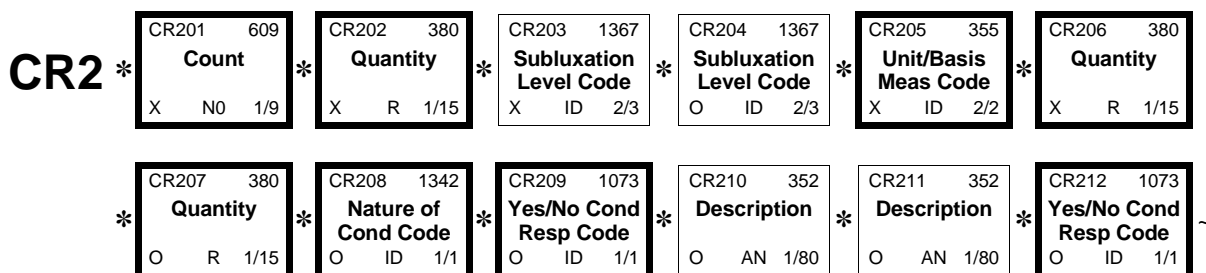 CR2 * CR201 609 * CR202 380 * CR203 1367 * CR204 1367 * CR205 355 * CR206 380
Count Quantity Subluxation Level Code Subluxation Level Code Unit/Basis Meas Code Quantity
X N0 1/9 X R 1/15 X ID 2/3 O ID 2/3 X ID 2/2 X R 1/15
* CR207 380 * CR208 1342 * CR209 1073 * CR210 352 * CR211 352 * CR212 1073 ~
Quantity Nature of Cond Code Yes/No Cond Resp Code Description Description Yes/No Cond Resp Code
O R 1/15 O ID 1/1 O ID 1/1 O AN 1/80 O AN 1/80 O ID 1/1